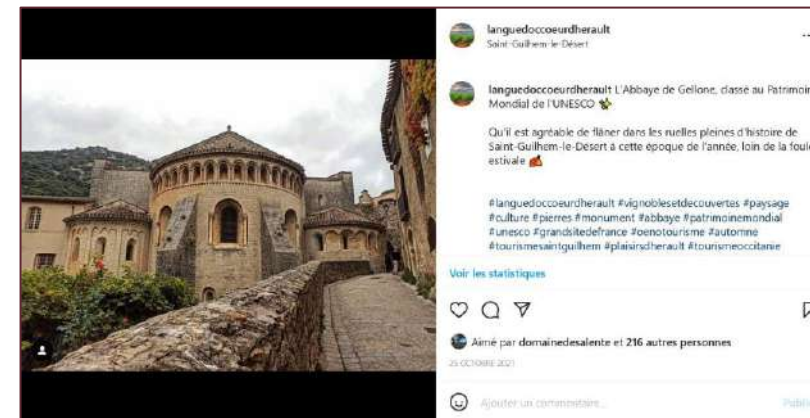 languedoccoeurdherault
Saint-Guilhem-le-Désert
...
languedoccoeurdherault L'Abbaye de Gellone, classé au Patrimoin
Mondial de l'UNESCO
Qu'il est agréable de flâner dans les ruelles pleines d'histoire de
Saint-Guilhem-le-Désert à cette époque de l'année, loin de la foule
estivale
#languedoccoeurdherault #vignoblesetdecouvertes #paysage
#culture #pierres #monument #abbaye #patrimoinemondial
#unesco #grandsitedefrance #oenotourisme #automne
#tourismesaintguilhem #plaisirsdherault #tourismeoccitanie
Voir les statistiques
Aimé par domainedesalente et 216 autres personnes
25 OCTOBRE 2021
Ajouter un commentaire...
Publie